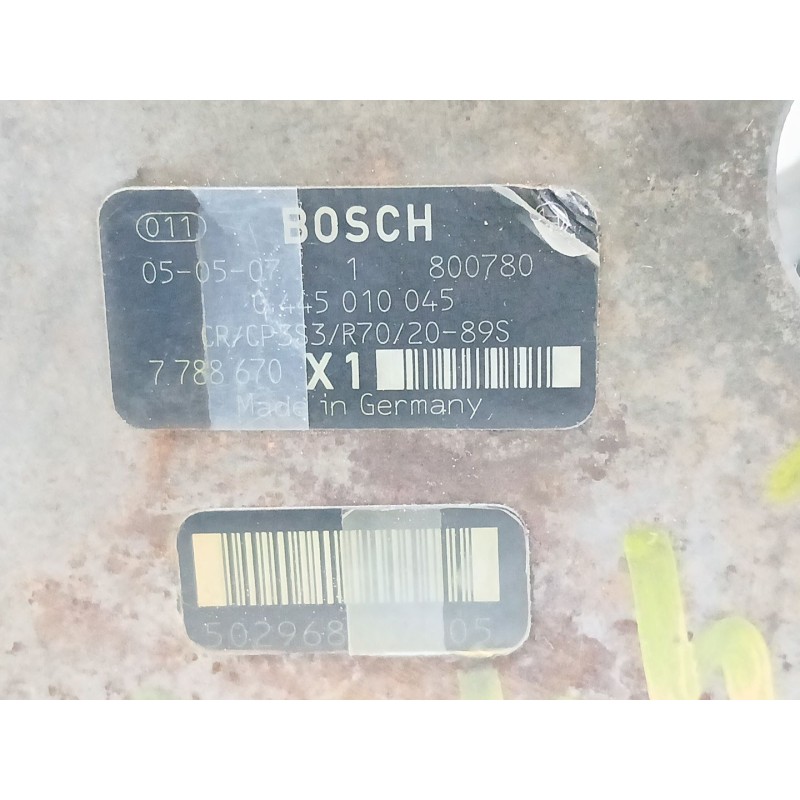 011 BOSCH
05-05-07 1 800780
0 445 010 045
CR/CP3S3/R70/20-89S
7 788 670 X1
Made in Germany
502968 05